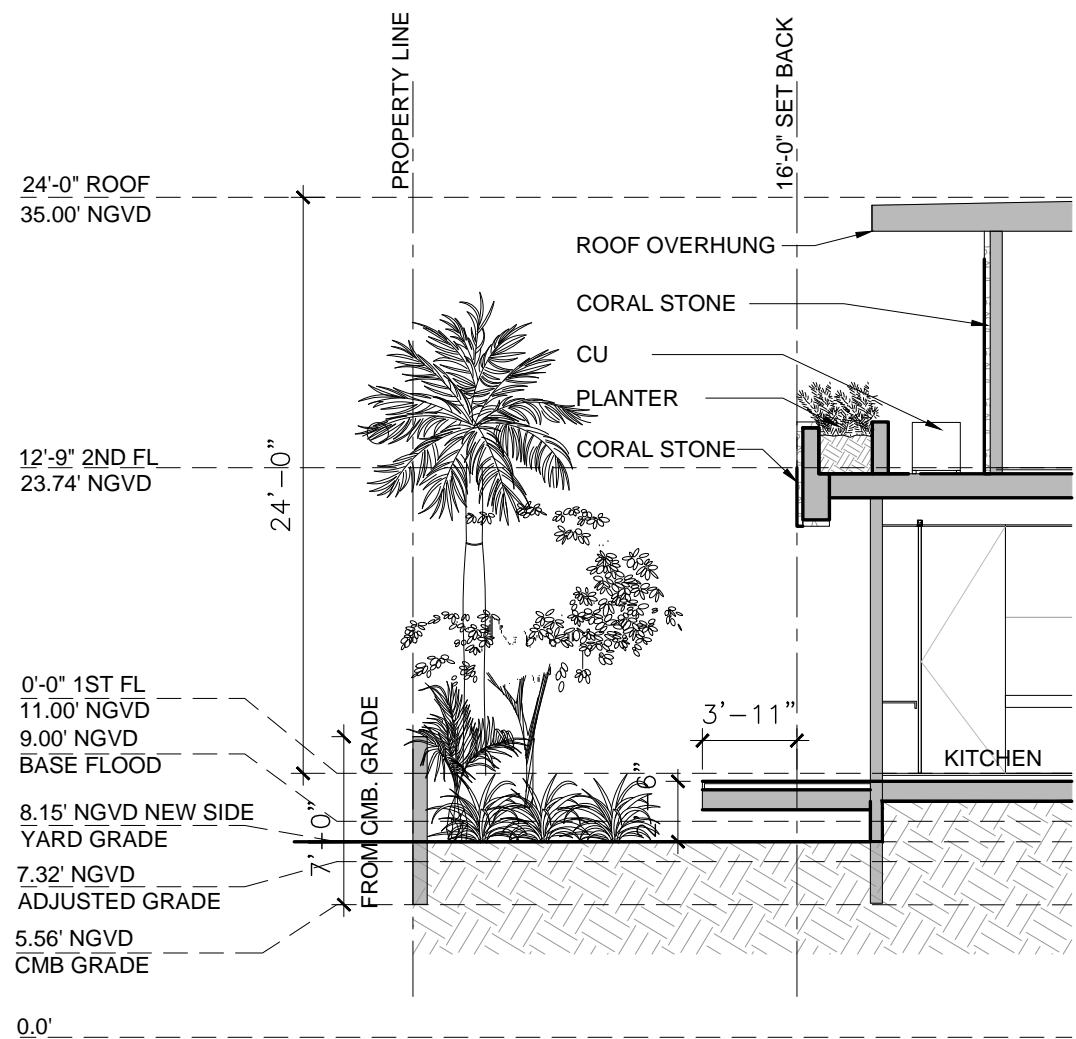 PROPERTY LINE
16'-0" SET BACK
24'-0" ROOF
35.00' NGVD
ROOF OVERHUNG
CORAL STONE
CU
PLANTER
CORAL STONE
12'-9" 2ND FL
23.74' NGVD
24'-0"
0'-0" 1ST FL
11.00' NGVD
9.00' NGVD
BASE FLOOD
3'-11"
KITCHEN
8.15' NGVD NEW SIDE
YARD GRADE
7'-0"
FROM CMB. GRADE
7.32' NGVD
ADJUSTED GRADE
5.56' NGVD
CMB GRADE
0.0'